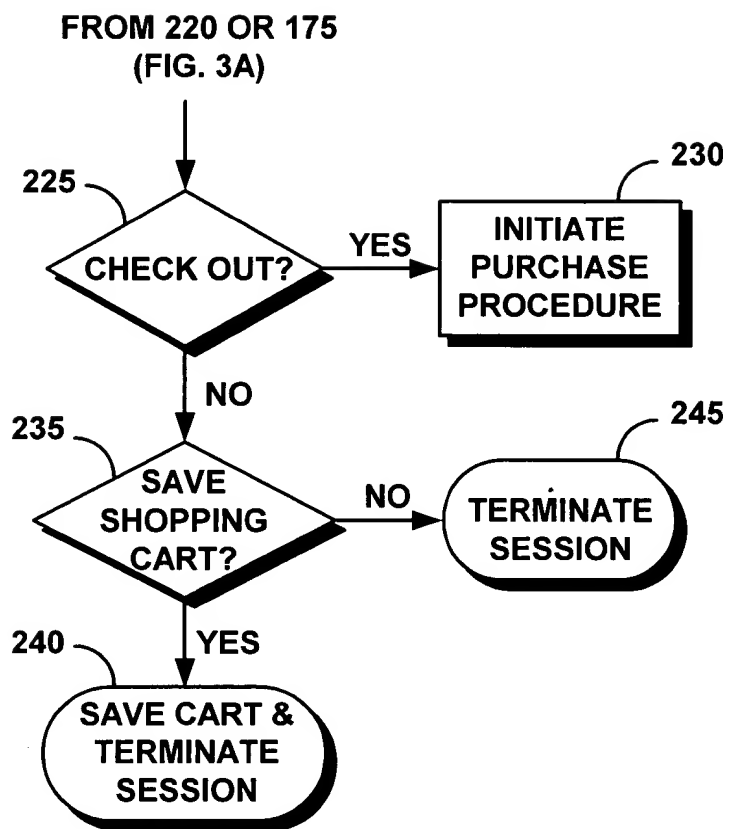 FROM 220 OR 175
(FIG. 3A)
225
CHECK OUT?
YES
230
INITIATE
PURCHASE
PROCEDURE
NO
235
SAVE
SHOPPING
CART?
NO
245
TERMINATE
SESSION
YES
240
SAVE CART &
TERMINATE
SESSION